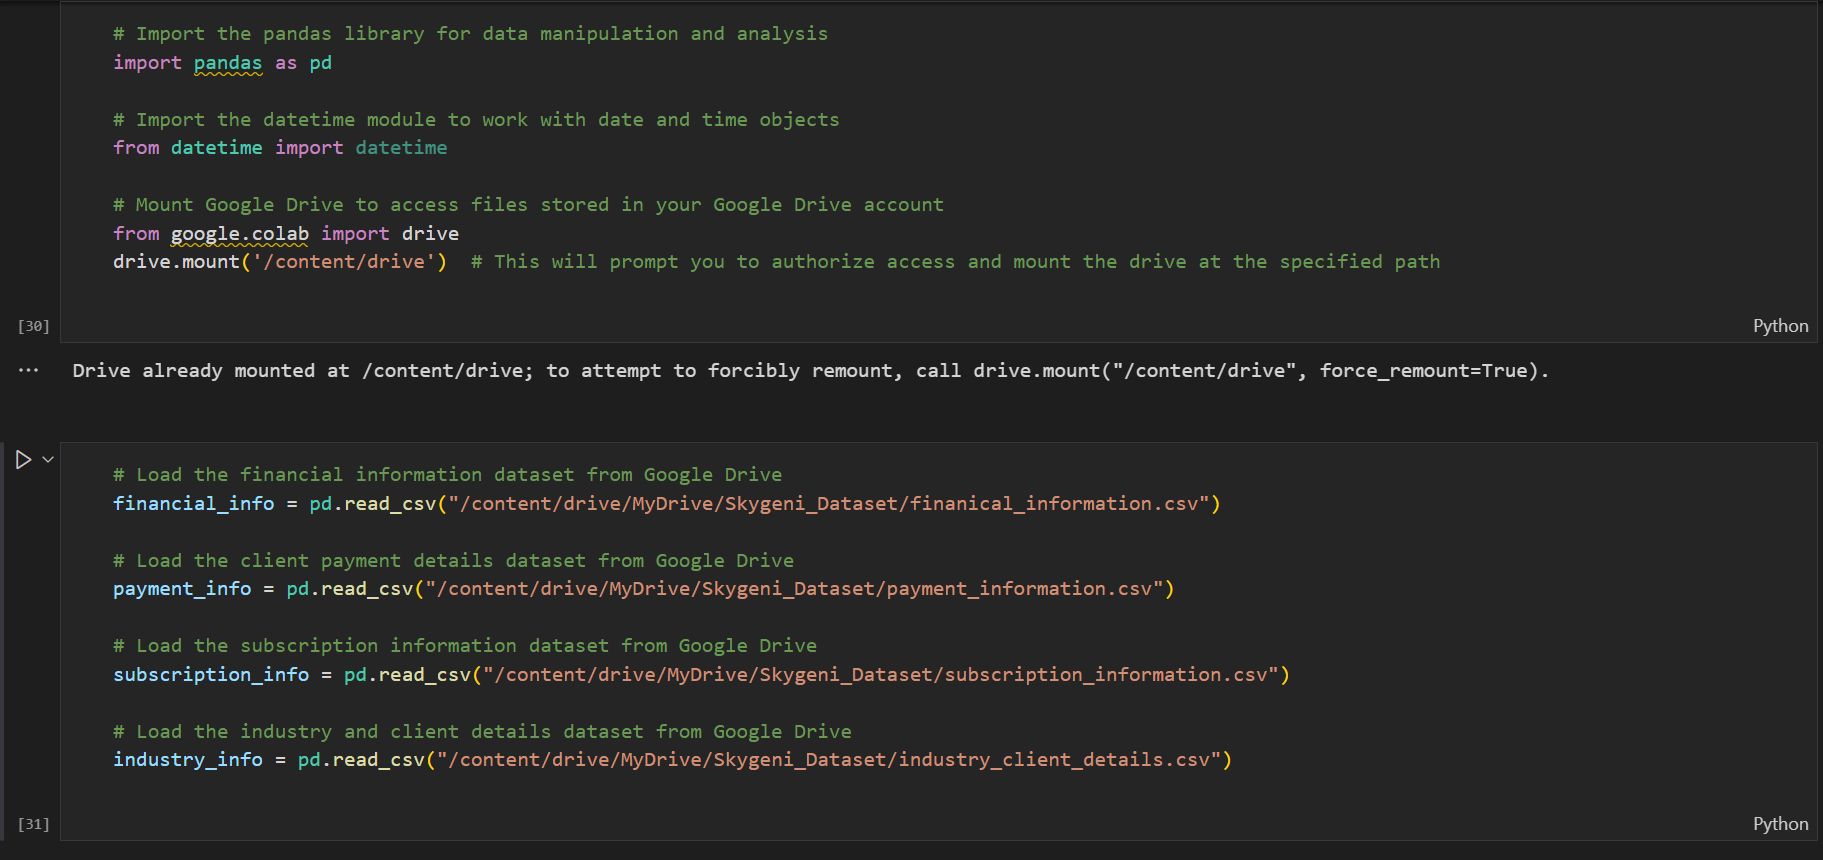 # Import the pandas library for data manipulation and analysis
import pandas as pd
# Import the datetime module to work with date and time objects
from datetime import datetime
# Mount Google Drive to access files stored in your Google Drive account
from google.colab import drive
drive.mount('/content/drive')  # This will prompt you to authorize access and mount the drive at the specified path
[30]
Python
... Drive already mounted at /content/drive; to attempt to forcibly remount, call drive.mount("/content/drive", force_remount=True).
# Load the financial information dataset from Google Drive
financial_info = pd.read_csv("/content/drive/MyDrive/Skygeni_Dataset/finanical_information.csv")
# Load the client payment details dataset from Google Drive
payment_info = pd.read_csv("/content/drive/MyDrive/Skygeni_Dataset/payment_information.csv")
# Load the subscription information dataset from Google Drive
subscription_info = pd.read_csv("/content/drive/MyDrive/Skygeni_Dataset/subscription_information.csv")
# Load the industry and client details dataset from Google Drive
industry_info = pd.read_csv("/content/drive/MyDrive/Skygeni_Dataset/industry_client_details.csv")
[31]
Python